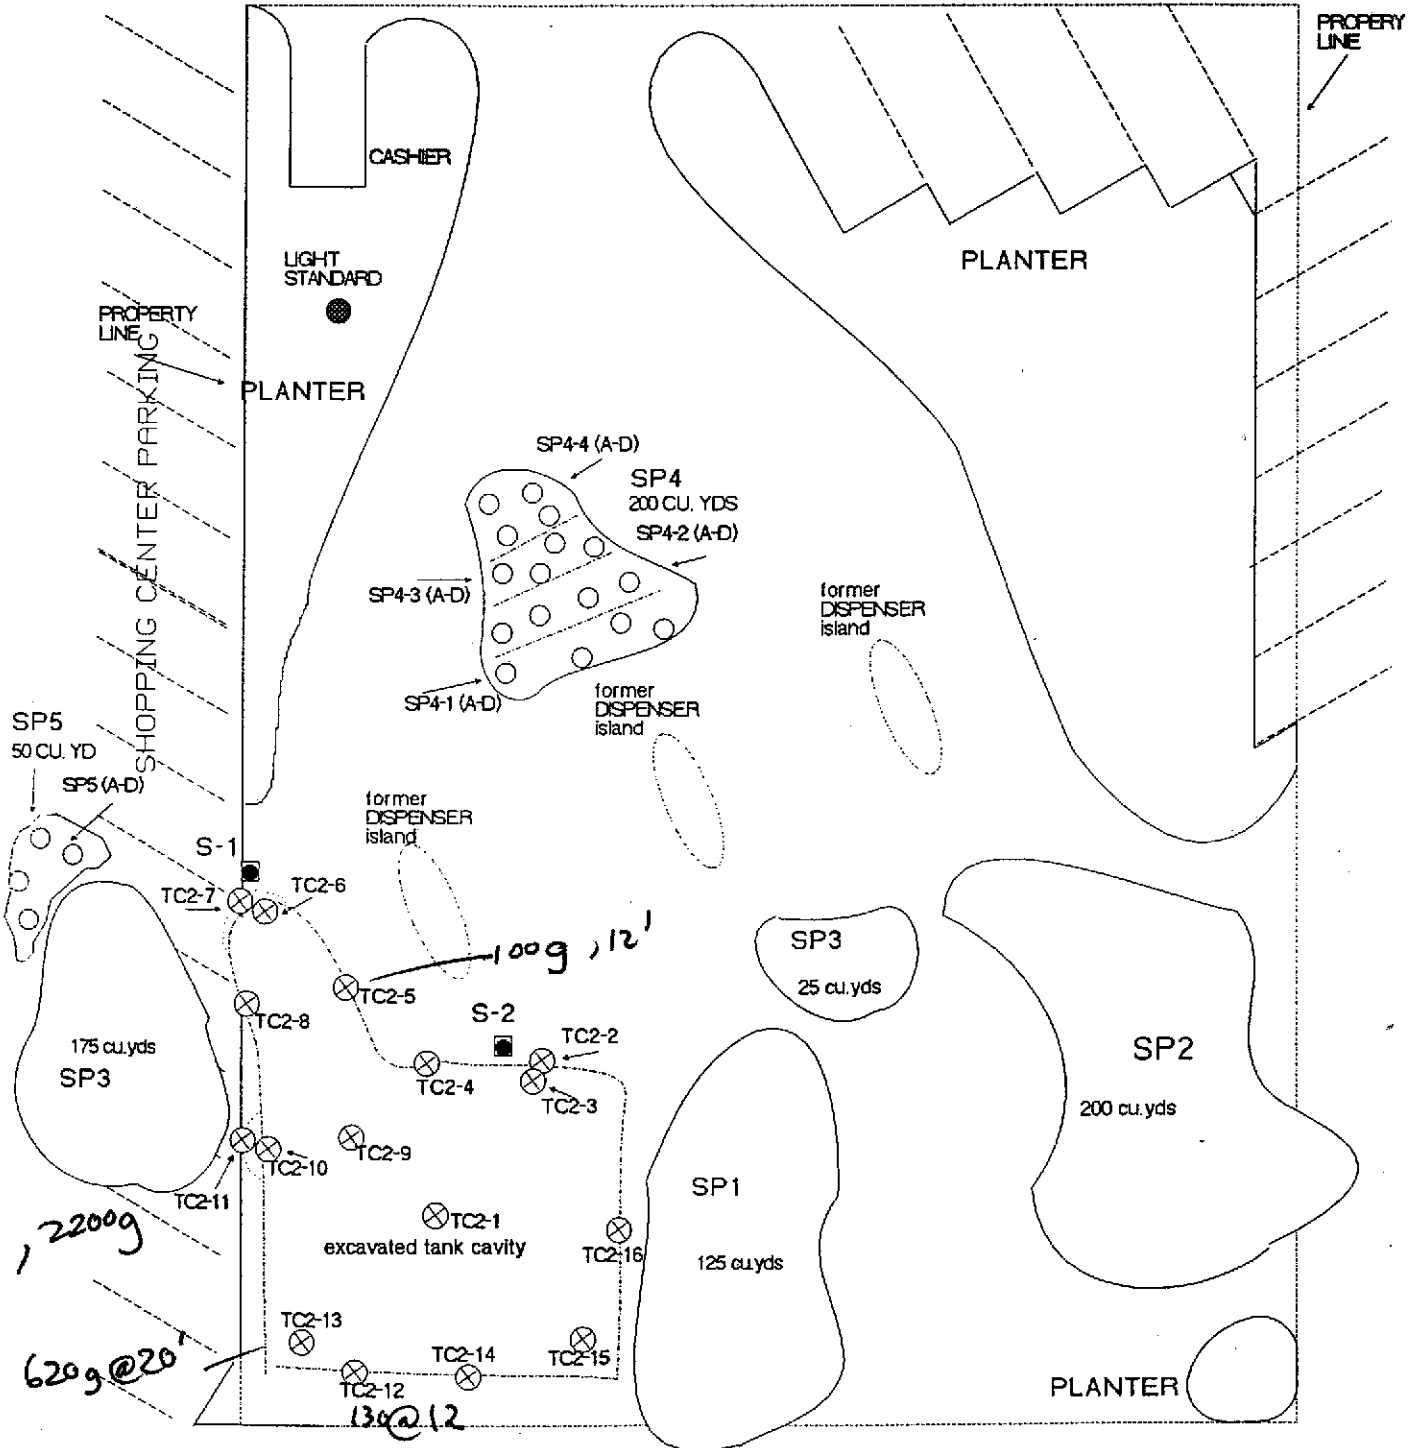 PROPERY
LINE
CASHIER
LIGHT
STANDARD
PLANTER
PROPERTY
LINE
PLANTER
SHOPPING CENTER PARKING
SP4-4 (A-D)
SP4
200 CU. YDS
SP4-2 (A-D)
SP4-3 (A-D)
SP4-1 (A-D)
former
DISPENSER
island
former
DISPENSER
island
SP5
50 CU. YD
SP5 (A-D)
former
DISPENSER
island
S-1
TC2-7
TC2-6
100g, 12'
TC2-5
SP3
25 cu.yds
TC2-8
S-2
TC2-2
175 cu.yds
SP3
TC2-4
TC2-3
SP2
200 cu.yds
TC2-9
TC2-10
TC2-11
SP1
TC2-1
excavated tank cavity
TC2-16
125 cu.yds
, 2200g
TC2-13
620g@20'
TC2-14
TC2-15
TC2-12
130@12
PLANTER